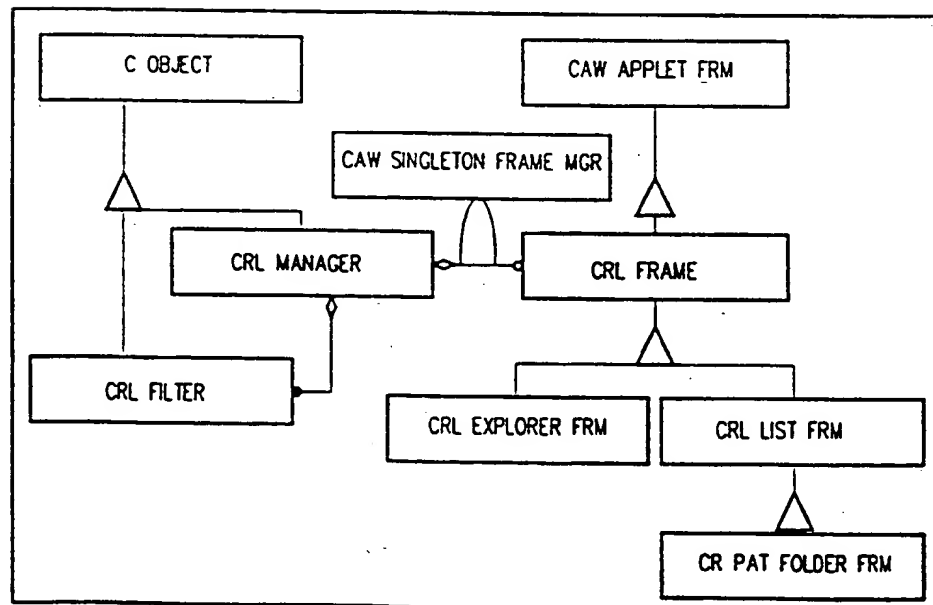 C OBJECT
CAW APPLET FRM
CAW SINGLETON FRAME MGR
CRL MANAGER
CRL FRAME
CRL FILTER
CRL EXPLORER FRM
CRL LIST FRM
CR PAT FOLDER FRM